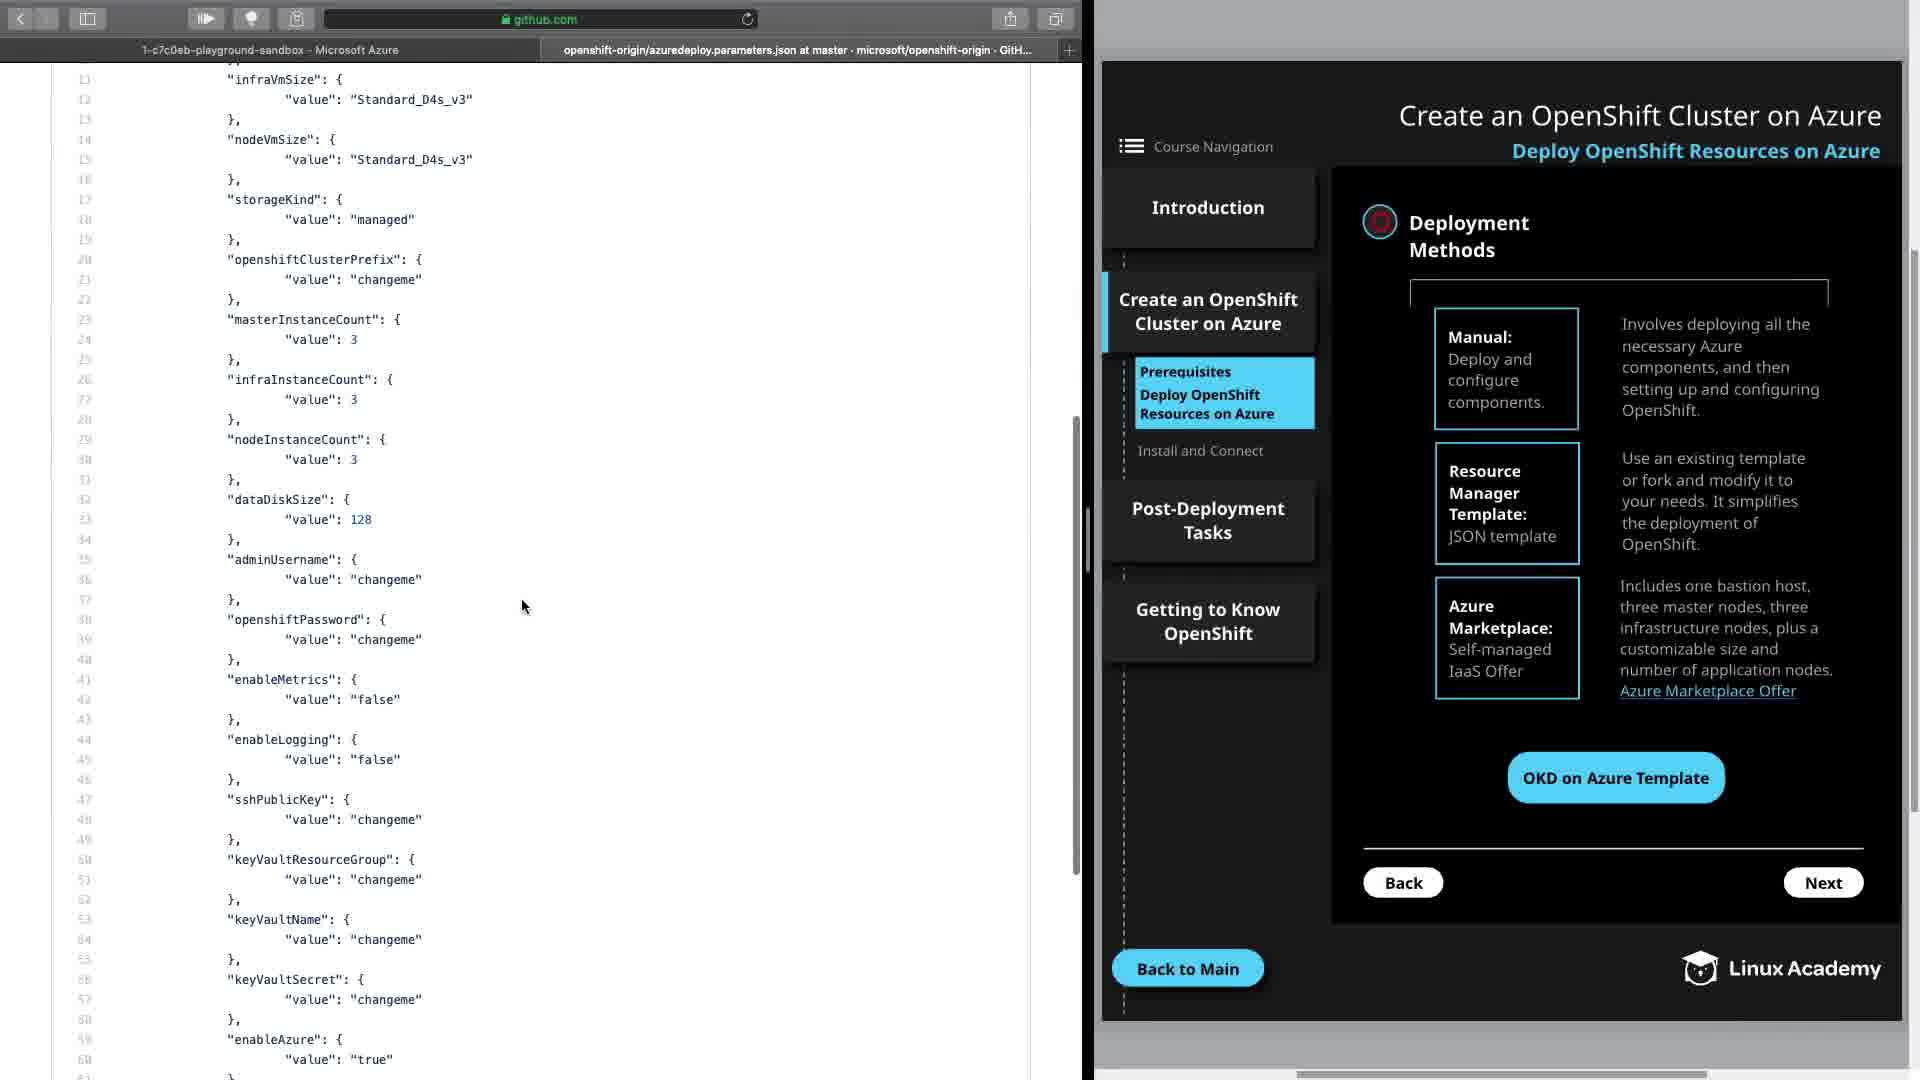 github.com
1-c7c0eb-playground-sandbox - Microsoft Azure
openshift-origin/azuredeploy.parameters.json at master · microsoft/openshift-origin · GitH...
11 "infraVmSize": {
12 "value": "Standard_D4s_v3"
13 },
14 "nodeVmSize": {
15 "value": "Standard_D4s_v3"
16 },
17 "storageKind": {
18 "value": "managed"
19 },
20 "openshiftClusterPrefix": {
21 "value": "changeme"
22 },
23 "masterInstanceCount": {
24 "value": 3
25 },
26 "infraInstanceCount": {
27 "value": 3
28 },
29 "nodeInstanceCount": {
30 "value": 3
31 },
32 "dataDiskSize": {
33 "value": 128
34 },
35 "adminUsername": {
36 "value": "changeme"
37 },
38 "openshiftPassword": {
39 "value": "changeme"
40 },
41 "enableMetrics": {
42 "value": "false"
43 },
44 "enableLogging": {
45 "value": "false"
46 },
47 "sshPublicKey": {
48 "value": "changeme"
49 },
50 "keyVaultResourceGroup": {
51 "value": "changeme"
52 },
53 "keyVaultName": {
54 "value": "changeme"
55 },
56 "keyVaultSecret": {
57 "value": "changeme"
58 },
59 "enableAzure": {
60 "value": "true"
Create an OpenShift Cluster on Azure
Deploy OpenShift Resources on Azure
Course Navigation
Introduction
Create an OpenShift
Cluster on Azure
Prerequisites
Deploy OpenShift
Resources on Azure
Install and Connect
Post-Deployment
Tasks
Getting to Know
OpenShift
Back to Main
Deployment
Methods
Manual:
Deploy and
configure
components.
Involves deploying all the
necessary Azure
components, and then
setting up and configuring
OpenShift.
Resource
Manager
Template:
JSON template
Use an existing template
or fork and modify it to
your needs. It simplifies
the deployment of
OpenShift.
Azure
Marketplace:
Self-managed
IaaS Offer
Includes one bastion host,
three master nodes, three
infrastructure nodes, plus a
customizable size and
number of application nodes.
Azure Marketplace Offer
OKD on Azure Template
Back
Next
Linux Academy